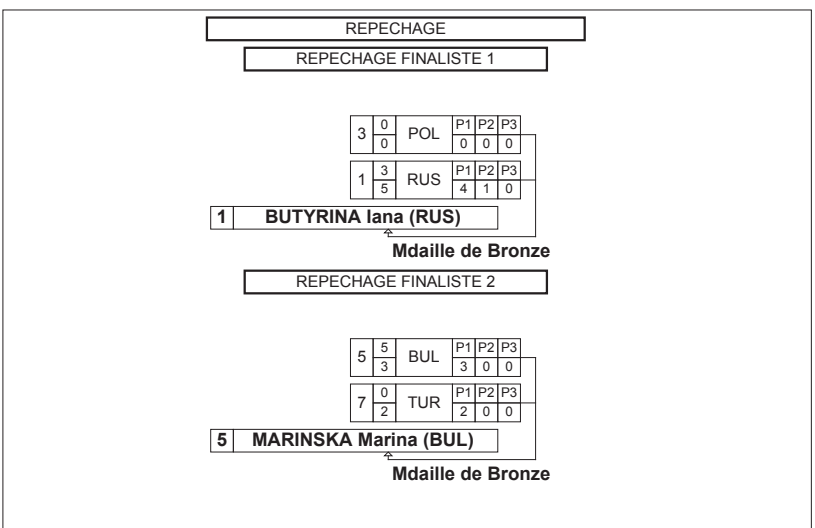 REPECHAGE
REPECHAGE FINALISTE 1
3 0 POL P1 P2 P3
0 0 0 0
1 3 RUS P1 P2 P3
5 4 1 0
1 BUTYRINA Iana (RUS)
Mdaille de Bronze
REPECHAGE FINALISTE 2
5 5 BUL P1 P2 P3
3 3 0 0
7 0 TUR P1 P2 P3
2 2 0 0
5 MARINSKA Marina (BUL)
Mdaille de Bronze